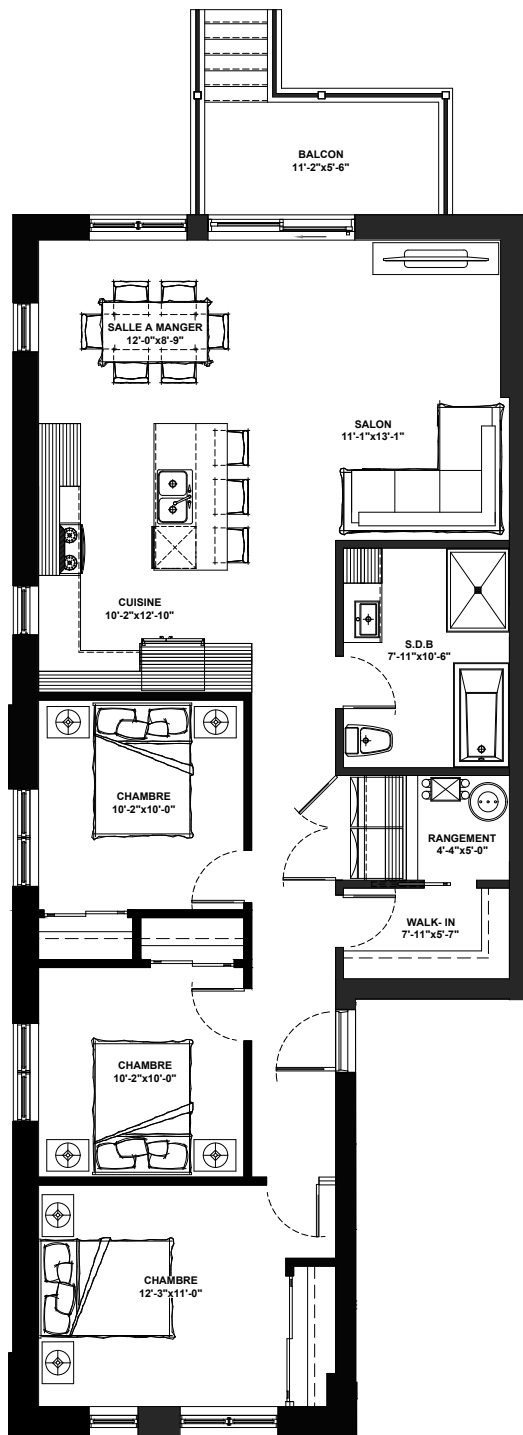 BALCON
11'-2"x5'-6"
SALLE A MANGER
12'-0"x8'-9"
SALON
11'-1"x13'-1"
CUISINE
10'-2"x12'-10"
S.D.B
7'-11"x10'-6"
CHAMBRE
10'-2"x10'-0"
RANGEMENT
4'-4"x5'-0"
WALK- IN
7'-11"x5'-7"
CHAMBRE
10'-2"x10'-0"
CHAMBRE
12'-3"x11'-0"